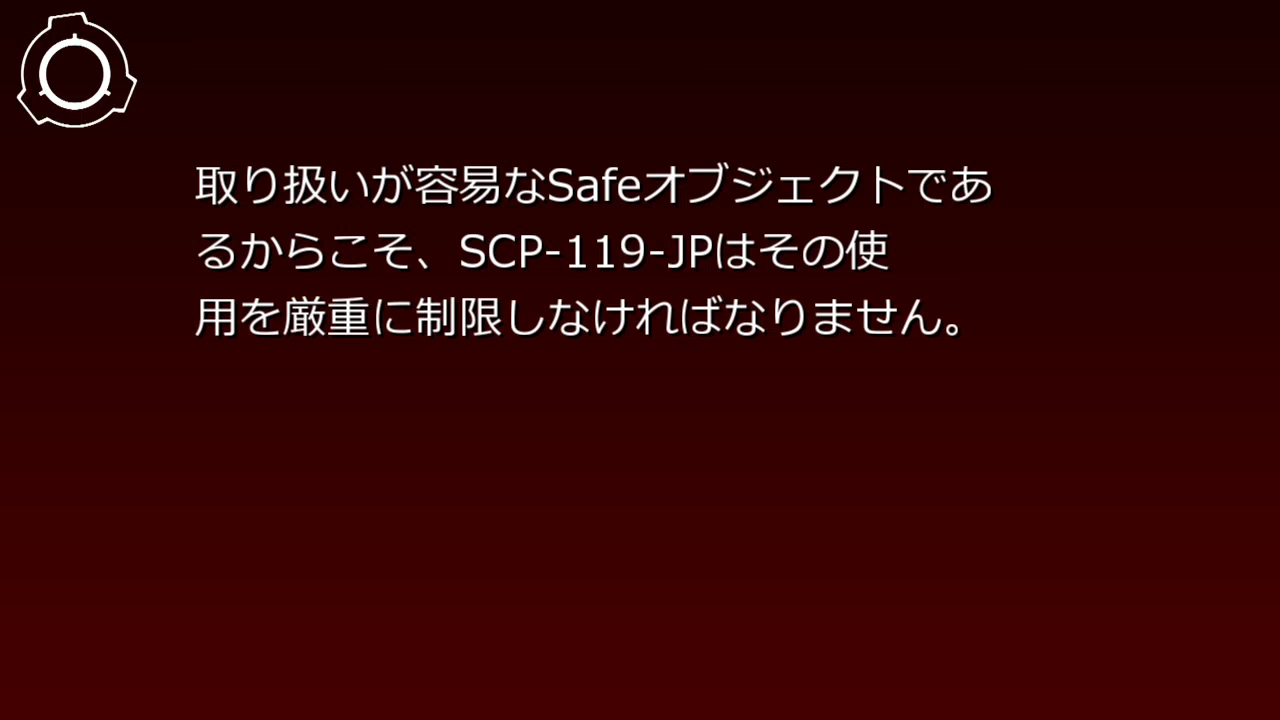 取り扱いが容易なSafeオブジェクトであ
るからこそ、SCP-119-JPはその使
用を厳重に制限しなければなりません。